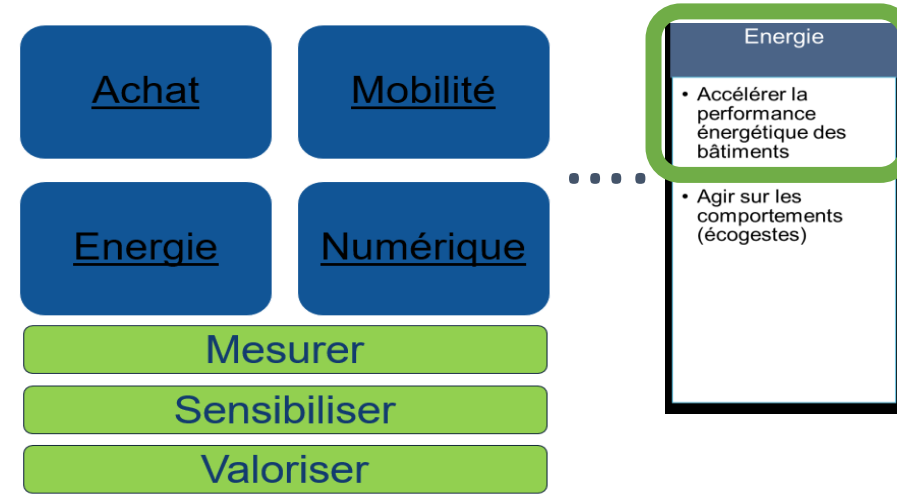 Achat
Mobilité
Energie
Numérique
Mesurer
Sensibiliser
Valoriser
Energie
• Accélérer la
performance
énergétique des
bâtiments
• Agir sur les
comportements
(écogestes)